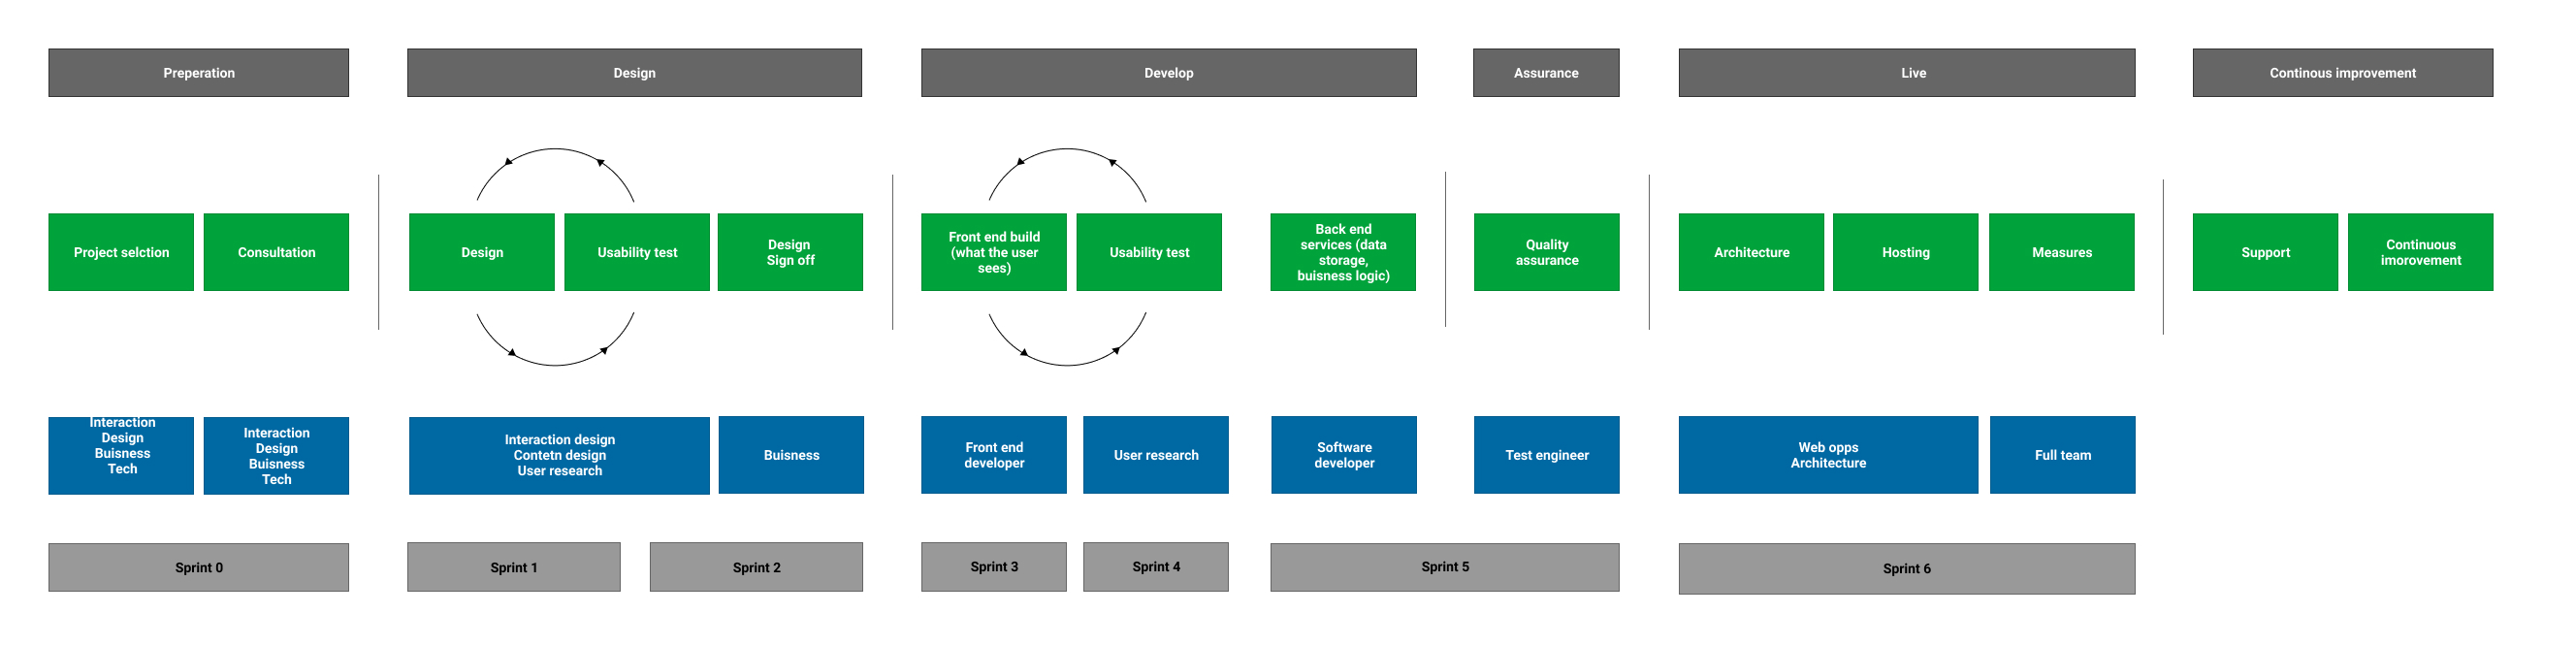 Preperation
Design
Develop
Assurance
Live
Continous improvement
Project selction
Consultation
Design
Usability test
Design
Sign off
Front end build
(what the user
sees)
Usability test
Back end
services (data
storage,
buisness logic)
Quality
assurance
Architecture
Hosting
Measures
Support
Continuous
imorovement
Interaction
Design
Buisness
Tech
Interaction
Design
Buisness
Tech
Interaction design
Contetn design
User research
Buisness
Front end
developer
User research
Software
developer
Test engineer
Web opps
Architecture
Full team
Sprint 0
Sprint 1
Sprint 2
Sprint 3
Sprint 4
Sprint 5
Sprint 6